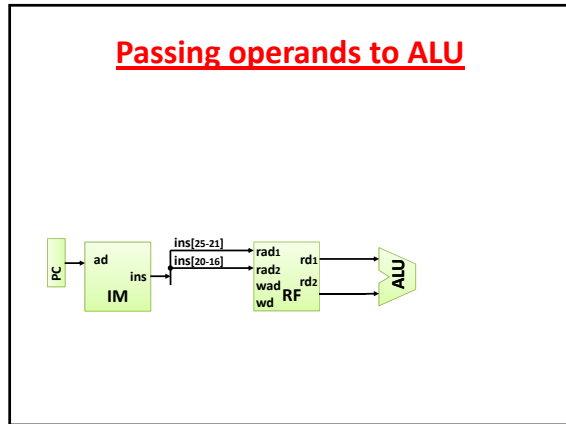 Passing operands to ALU
PC
ad
ins
IM
ins[25-21]
ins[20-16]
rad1
rad2
wad
wd
rd1
rd2
RF
ALU